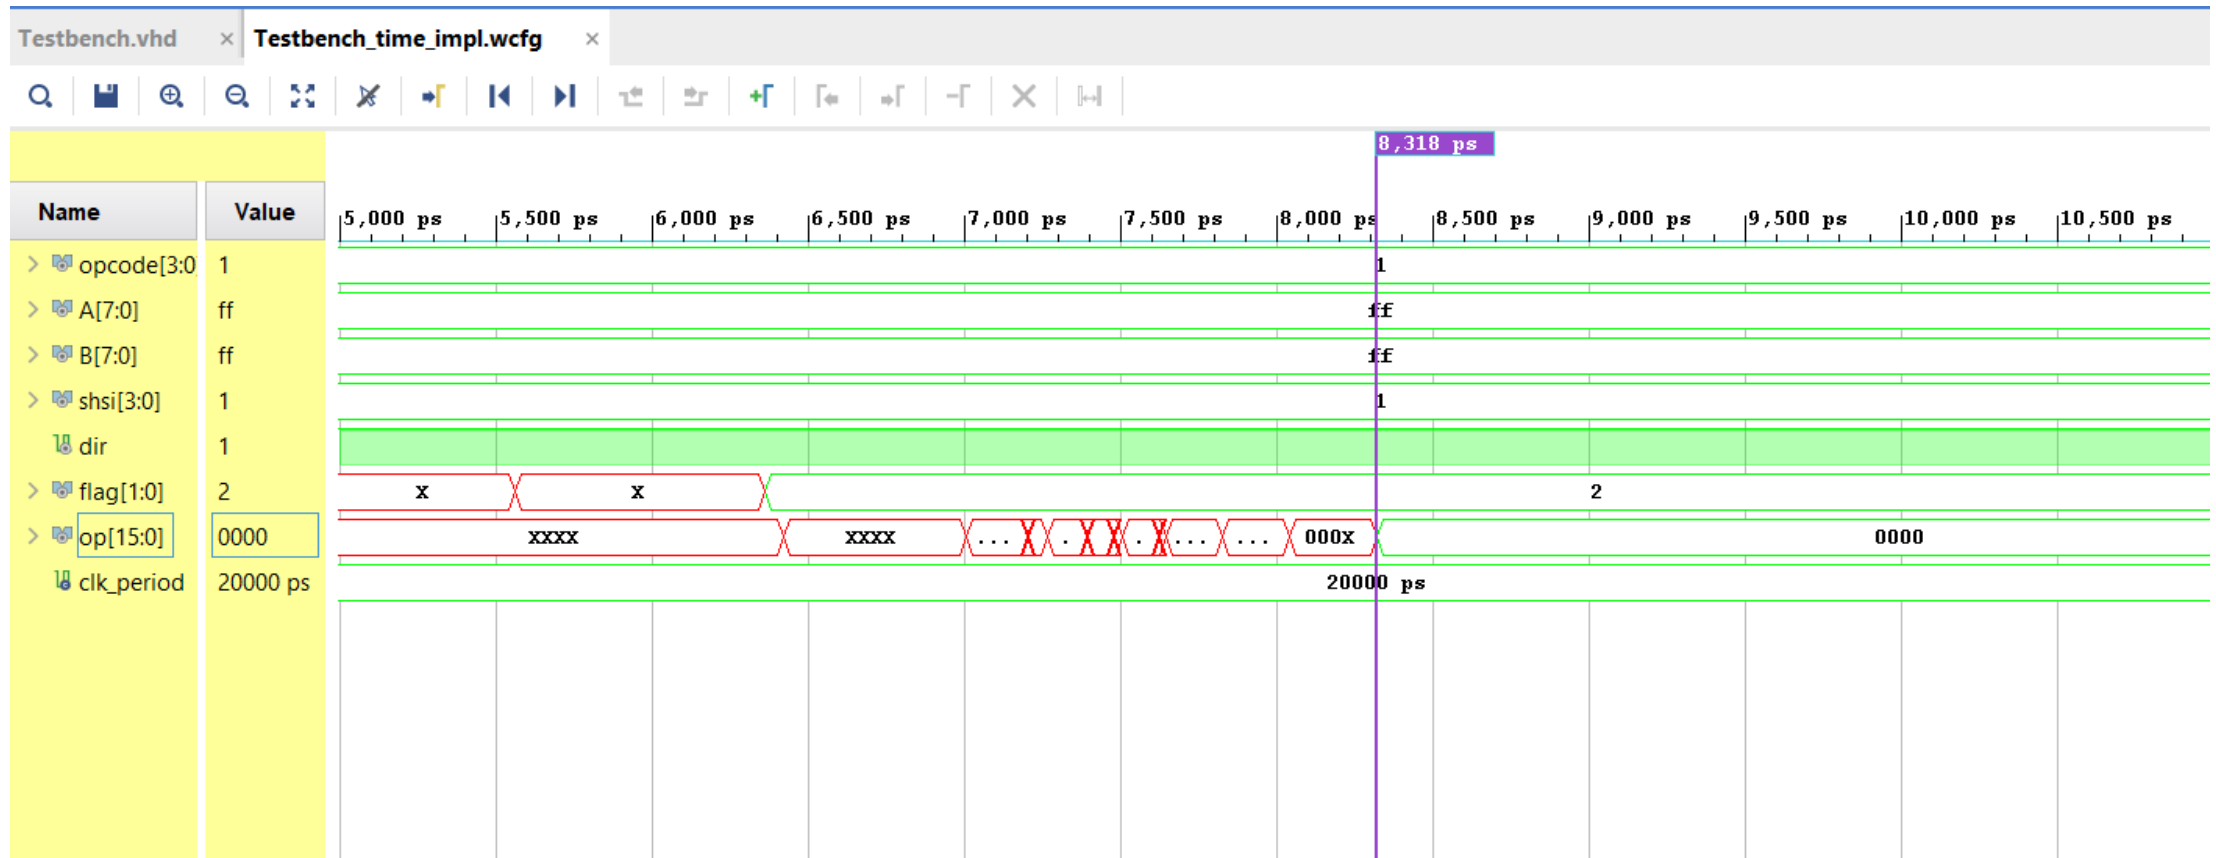 Testbench.vhd × Testbench_time_impl.wcfg ×
8,318 ps
Name Value 5,000 ps 5,500 ps 6,000 ps 6,500 ps 7,000 ps 7,500 ps 8,000 ps 8,500 ps 9,000 ps 9,500 ps 10,000 ps 10,500 ps
opcode[3:0 1 1
A[7:0] ff ff
B[7:0] ff ff
shsi[3:0] 1 1
dir 1
flag[1:0] 2 X X 2
op[15:0] 0000 XXXX XXXX ... . . ... ... 000X 0000
clk_period 20000 ps 20000 ps